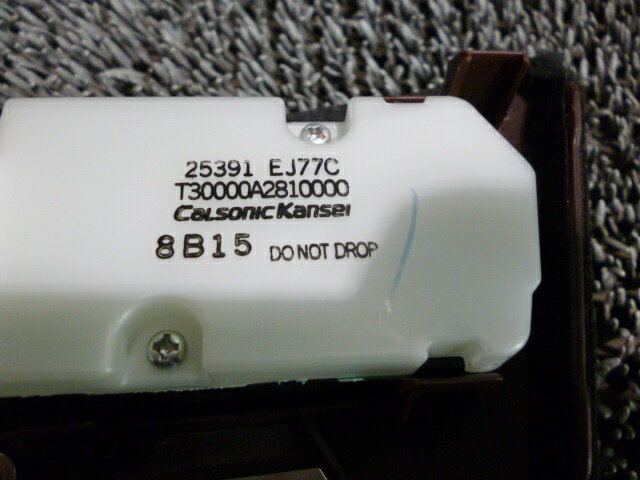 25391 EJ77C
T30000A2810000
CalsonicKansei
8B15 DO NOT DROP